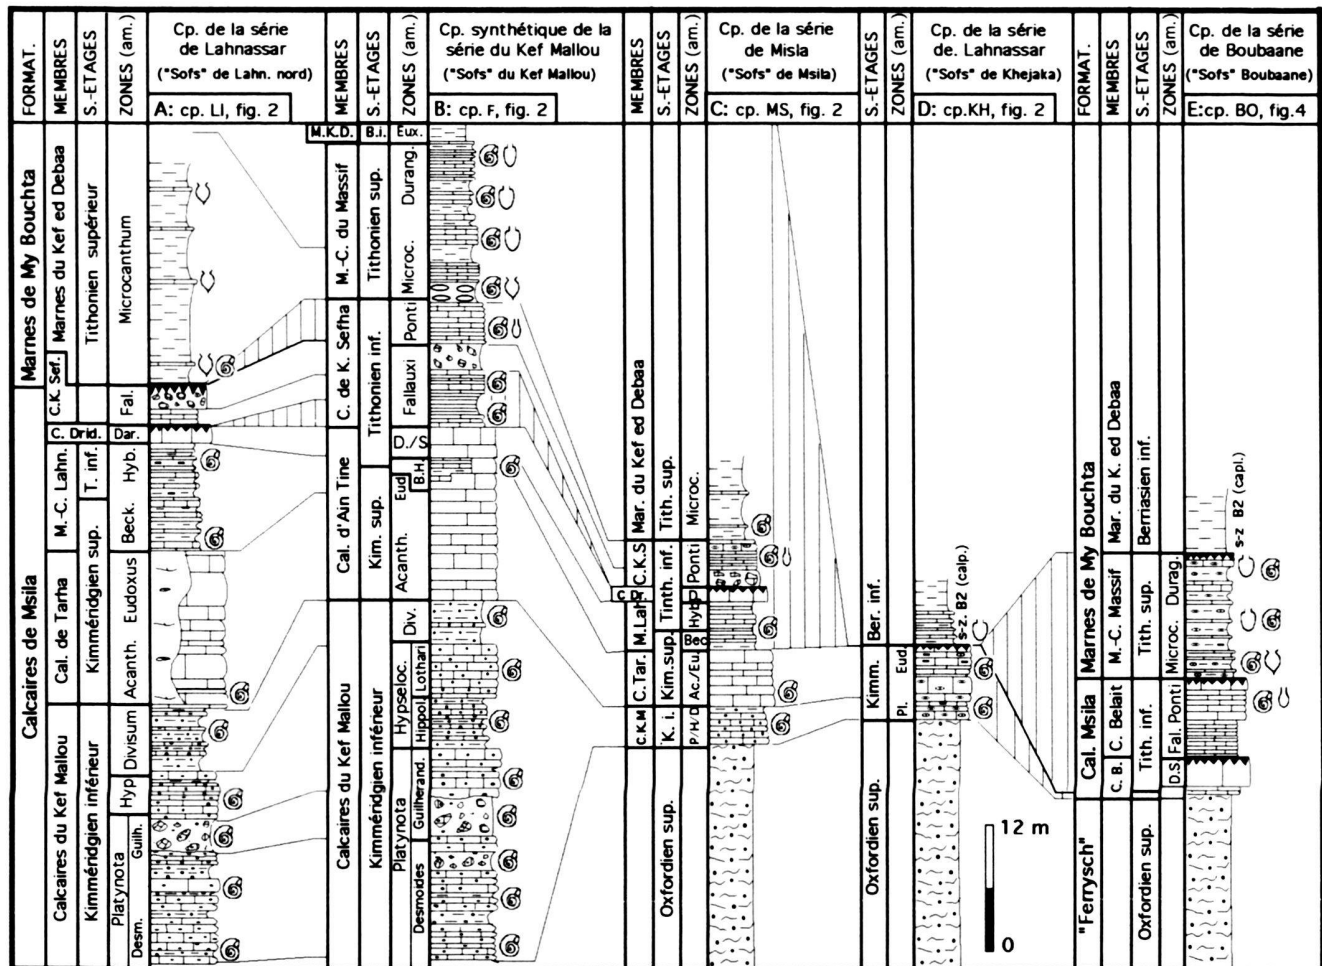 FORMAT.
MEMBRES
S.-ETAGES
ZONES (am.)
Cp. de la série
de Lahnassar
("Sofs" de Lahn. nord)
A: cp. LI, fig. 2
MEMBRES
S.-ETAGES
ZONES (am.)
Cp. synthétique de la
série du Kef Mallou
("Sofs" du Kef Mallou)
B: cp. F, fig. 2
MEMBRES
S.-ETAGES
ZONES (am.)
Cp. de la série
de Misla
("Sofs" de Msila)
C: cp. MS, fig. 2
S.-ETAGES
ZONES (am.)
Cp. de la série
de. Lahnassar
("Sofs" de Khejaka)
D: cp.KH, fig. 2
FORMAT.
MEMBRES
S.-ETAGES
ZONES (am.)
Cp. de la série
de Boubaane
("Sofs" Boubaane)
E:cp. BO, fig.4
Marnes de My Bouchta
Calcaires de Msila
Marnes du Kef ed Debaa
C.K. Sef.
C. Drid.
M.-C. Lahn.
Cal. de Tarha
Calcaires du Kef Mallou
Tithonien supérieur
T. inf.
Kimméridgien sup.
Kimméridgien inférieur
Microcanthum
Fal.
Dar.
Hyb.
Beck.
Eudoxus
Acanth.
Divisum
Hyp
Platynota
Guilh.
Desm.
M.K.D.
M.-C. du Massif
C. de K. Sefha
Cal. d'Ain Tine
Calcaires du Kef Mallou
B.i.
Tithonien sup.
Tithonien inf.
Kim. sup.
Kimméridgien inférieur
Eux.
Durang.
Microc.
Ponti
Fallauxi
D./S
B.H.
Eud
Acanth.
Div.
Hypseloc.
Lothari
Hippol.
Platynota
Guilherand.
Desmoides
Mar. du Kef ed Debaa
C.K.S
C.D.
M.Lah
C.Tar.
C.K.M
Tith. sup.
Tinth. inf.
Kim.sup.
K. i.
Oxfordien sup.
Microc.
Ponti
D
Hyb
Bec
Ac./Eu.
P/H/D
Ber. inf.
Kimm.
Oxfordien sup.
Eud.
Pl.
s-z. B2 (calp.)
12 m
0
Marnes de My Bouchta
Cal. Msila
"Ferrysch"
Mar. du K. ed Debaa
M.-C. Massif
C. Belait
C. B.
Berriasien inf.
Tith. sup.
Tith. inf.
Oxfordien sup.
Durag.
Microc.
Ponti
Fal.
D.S
s-z B2 (capl.)